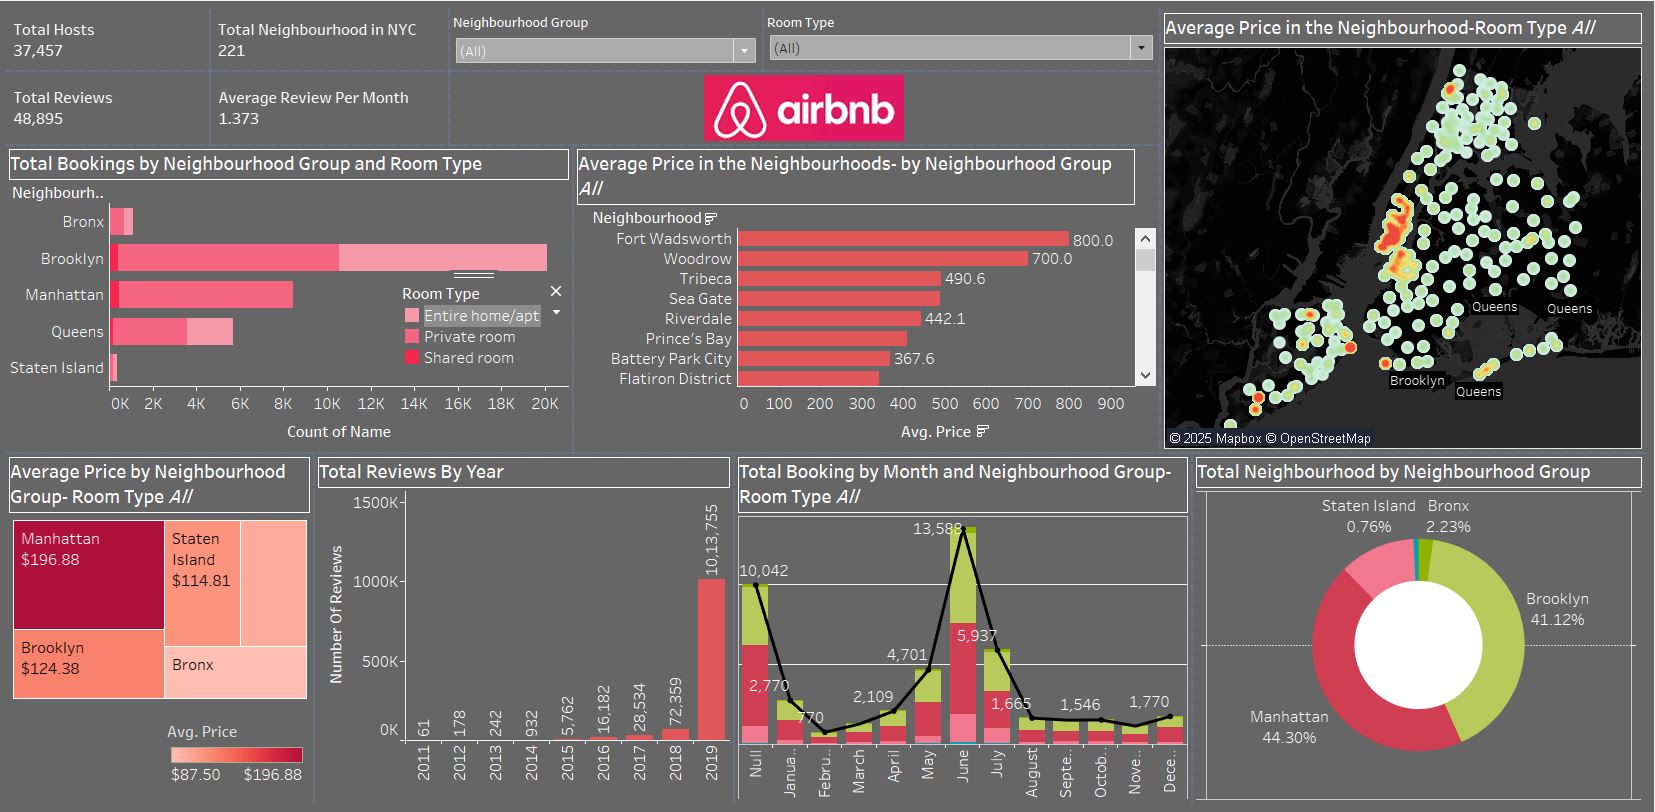 Total Hosts
37,457
Total Neighbourhood in NYC
221
Neighbourhood Group
(All)
Room Type
(All)
Total Reviews
48,895
Average Review Per Month
1.373
airbnb
Average Price in the Neighbourhood-Room Type All
Queens
Queens
Brooklyn
Queens
© 2025 Mapbox © OpenStreetMap
Total Bookings by Neighbourhood Group and Room Type
Neighbourh..
Bronx
Brooklyn
Manhattan
Queens
Staten Island
Room Type
Entire home/apt
Private room
Shared room
0K 2K 4K 6K 8K 10K 12K 14K 16K 18K 20K
Count of Name
Average Price in the Neighbourhoods- by Neighbourhood Group
All
Neighbourhood
Fort Wadsworth 800.0
Woodrow 700.0
Tribeca 490.6
Sea Gate
Riverdale 442.1
Prince's Bay
Battery Park City 367.6
Flatiron District
0 100 200 300 400 500 600 700 800 900
Avg. Price
Average Price by Neighbourhood
Group- Room Type All
Manhattan
$196.88
Staten
Island
$114.81
Brooklyn
$124.38
Bronx
Avg. Price
$87.50 $196.88
Total Reviews By Year
Number Of Reviews
1500K
1000K
500K
0K
61
178
242
932
5,762
16,182
28,534
72,359
10,13,755
2011
2012
2013
2014
2015
2016
2017
2018
2019
Total Booking by Month and Neighbourhood Group-
Room Type All
13,588
10,042
5,937
4,701
2,770
2,109
1,665
1,546
1,770
770
Null
Janua..
Febru..
March
April
May
June
July
August
Septe..
Octob..
Nove..
Dece..
Total Neighbourhood by Neighbourhood Group
Staten Island
0.76%
Bronx
2.23%
Brooklyn
41.12%
Manhattan
44.30%